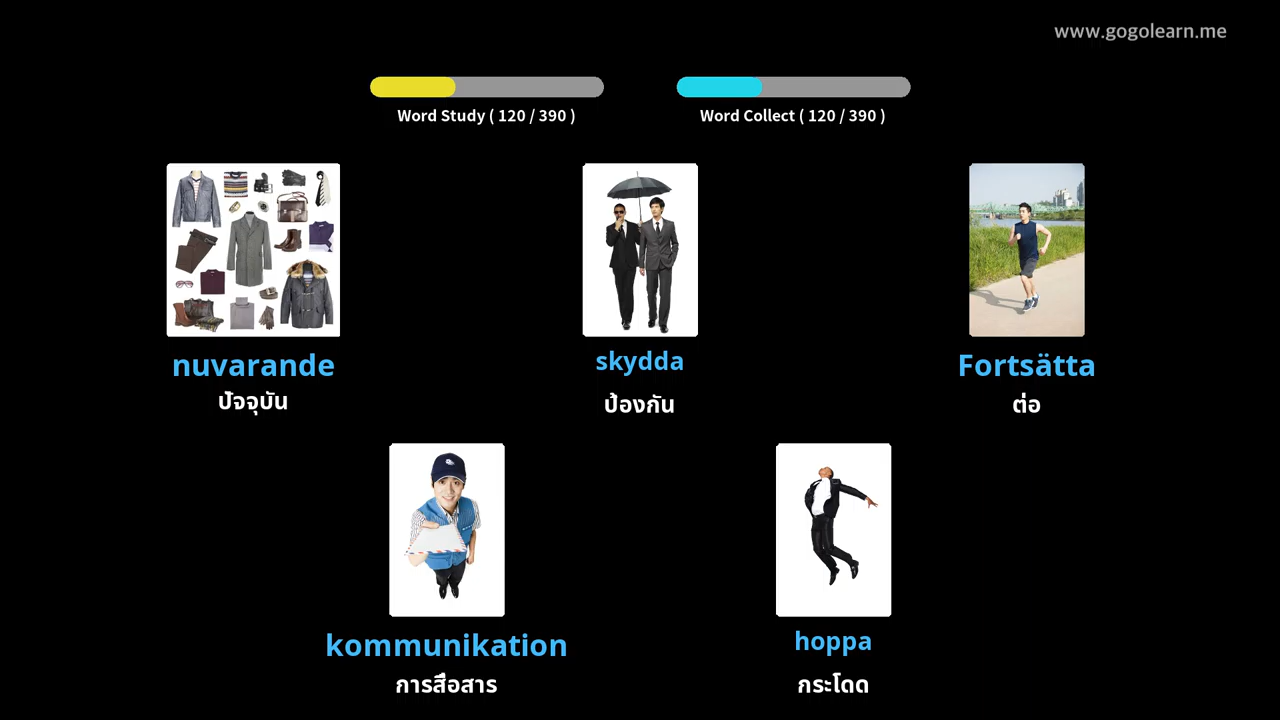 www.gogolearn.me
Word Study ( 120 / 390 )
Word Collect ( 120 / 390 )
nuvarande
ปัจจุบัน
skydda
ป้องกัน
Fortsätta
ต่อ
kommunikation
การสื่อสาร
hoppa
กระโดด